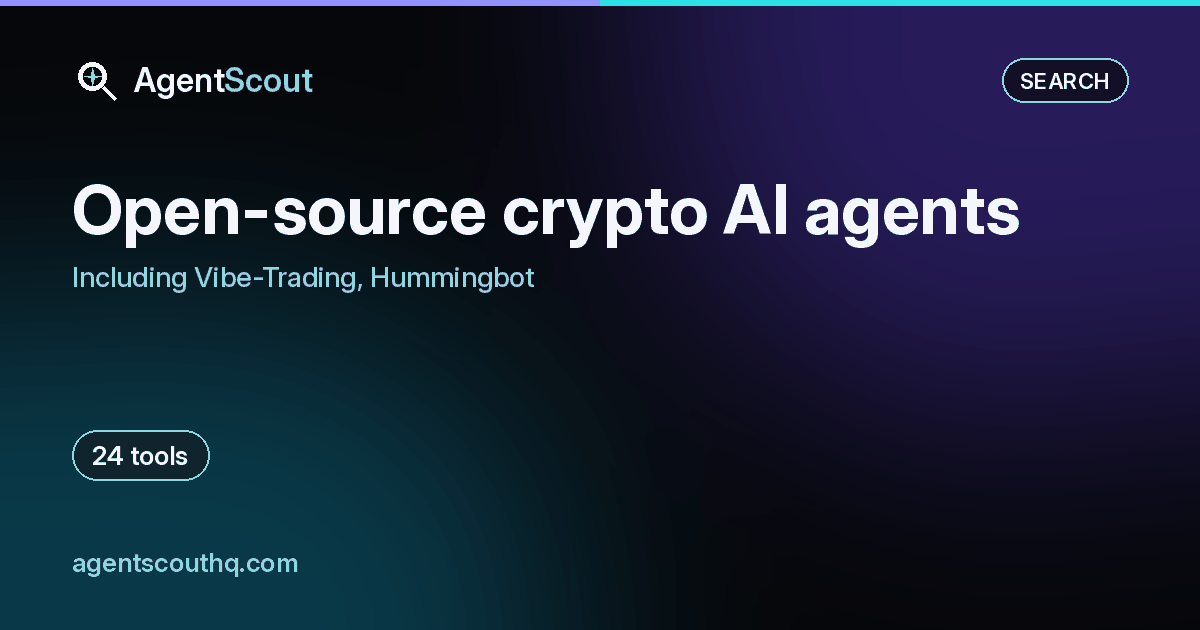 AgentScout
SEARCH
Open-source crypto AI agents
Including Vibe-Trading, Hummingbot
24 tools
agentscouthq.com